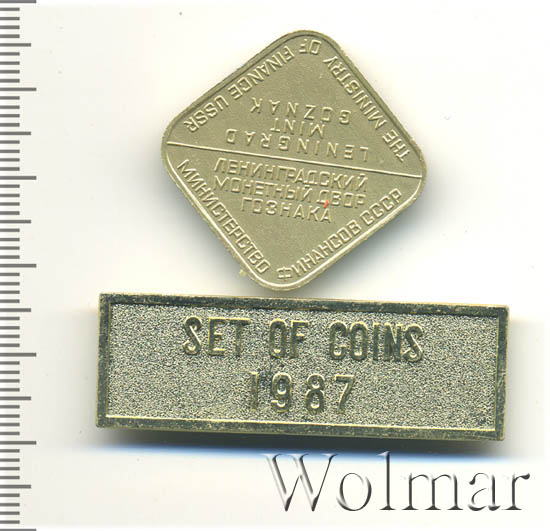 THE MINISTRY OF FINANCE USSR
LENINGRAD
MINT
GOZNAK
ЛЕНИНГРАДСКИЙ
МОНЕТНЫЙ ДВОР
ГОЗНАКА
МИНИСТЕРСТВО ФИНАНСОВ СССР
SET OF COINS
1987
Wolmar